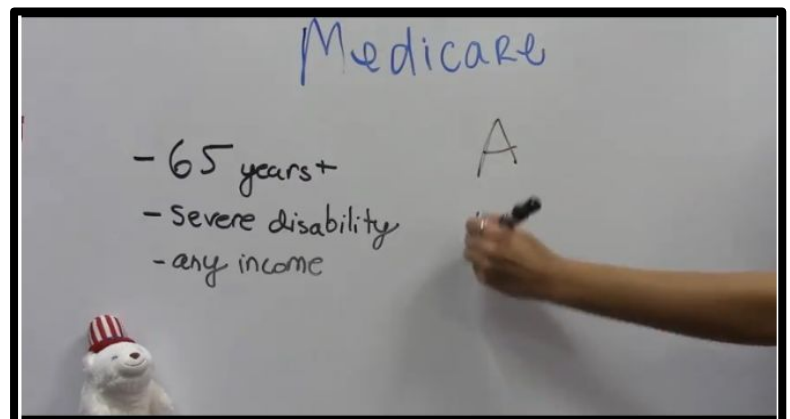 Medicare
- 65 years+
- Severe disability
- any income
A